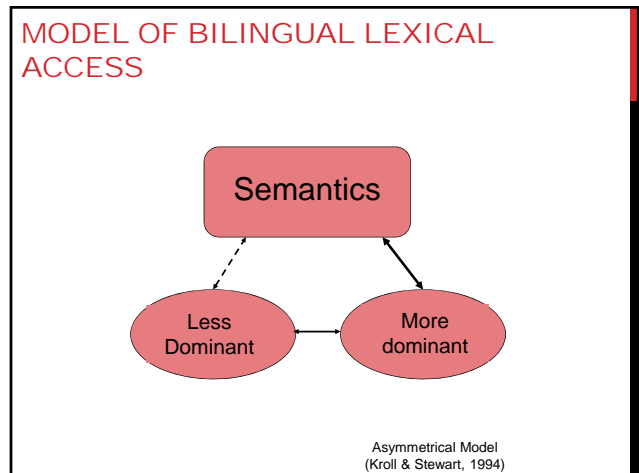 MODEL OF BILINGUAL LEXICAL
ACCESS
Semantics
Less
Dominant
More
dominant
Asymmetrical Model
(Kroll & Stewart, 1994)